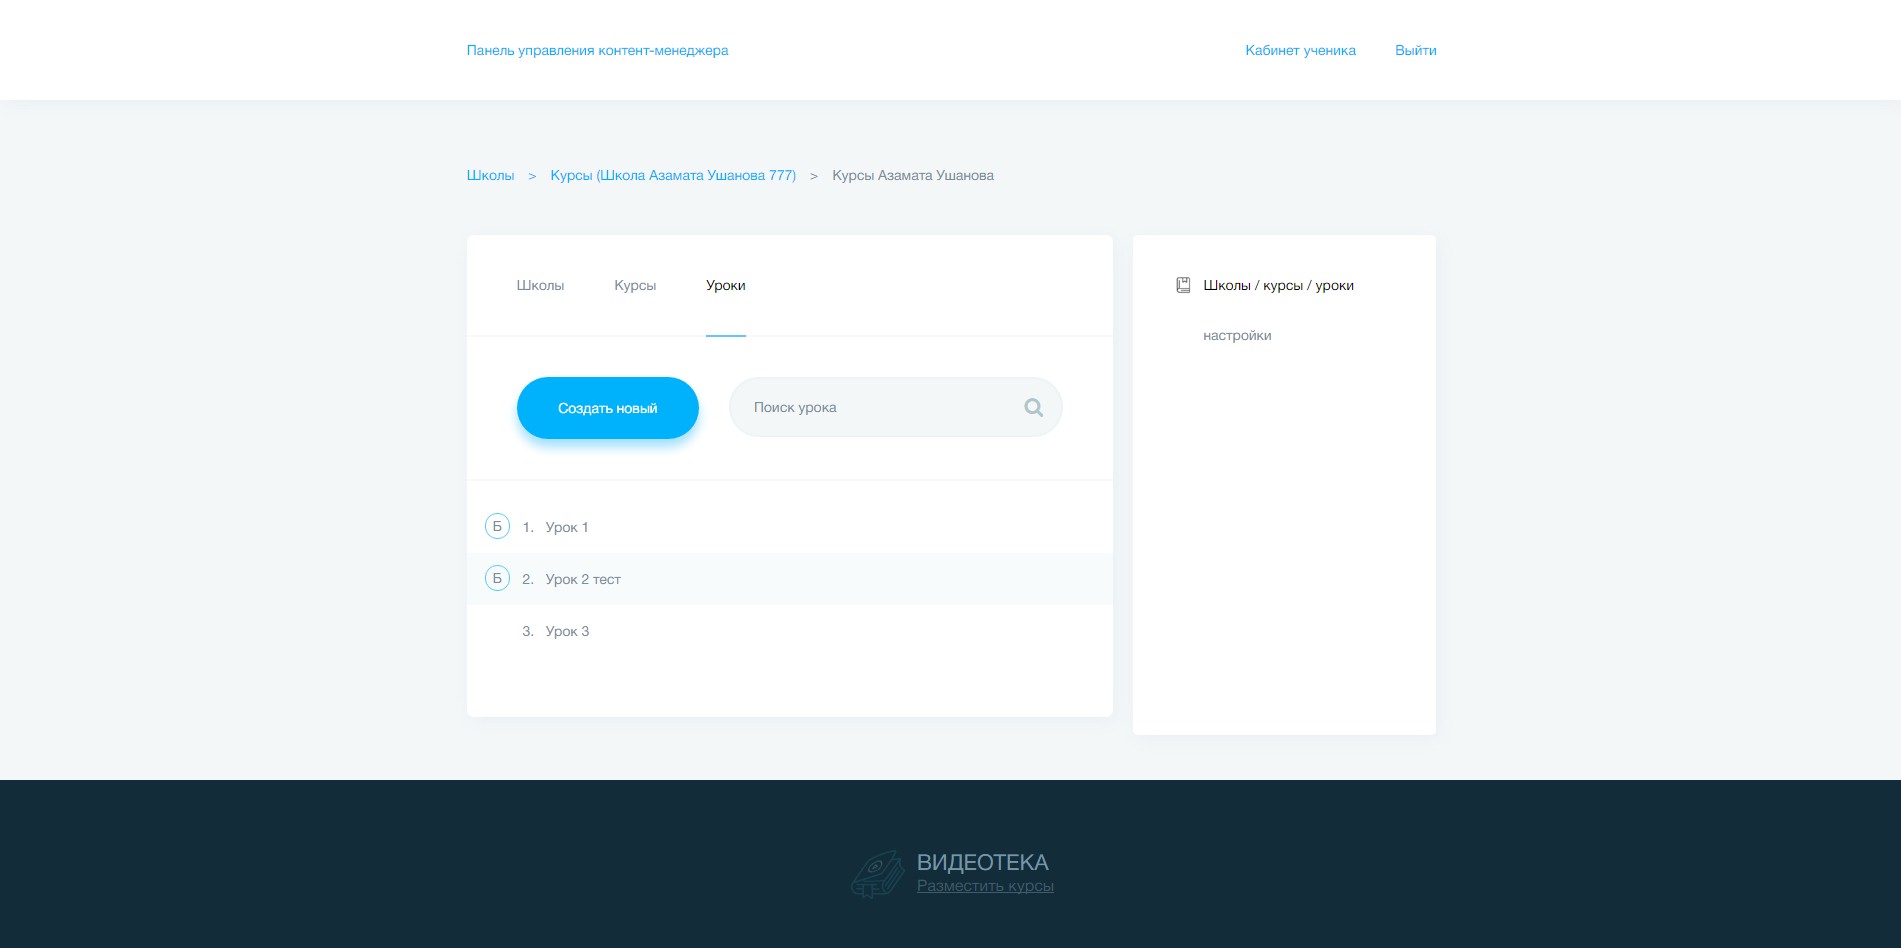 Панель управления контент-менеджера Кабинет ученика Выйти
Школы > Курсы (Школа Азамата Ушанова 777) > Курсы Азамата Ушанова
Школы Курсы Уроки
Создать новый Поиск урока
Б 1. Урок 1
Б 2. Урок 2 тест
3. Урок 3
Школы / курсы / уроки
настройки
ВИДЕОТЕКА
Разместить курсы